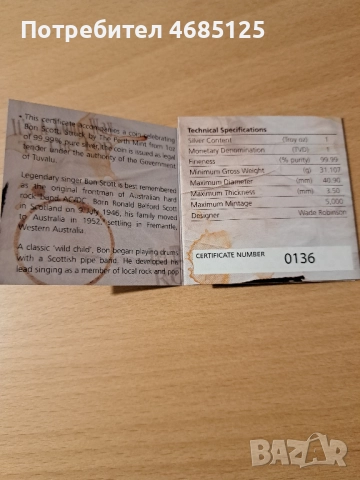 Потребител 4685125
• This certificate accompanies a coin celebrating
Bon Scott, struck by The Perth Mint from 1oz
of 99.99% pure silver, the coin is issued as legal
tender under the authority of the Government
of Tuvalu.
Legendary singer Bon Scott is best remembered
as the original frontman of Australian hard
rock band AC/DC. Born Ronald Belford Scott
in Scotland on 9 July 1946, his family moved
to Australia in 1952, settling in Fremantle,
Western Australia.
A classic 'wild child', Bon began playing drums
with a Scottish pipe band. He developed his
lead singing as a member of local rock and pop
Technical Specifications
Silver Content (Troy oz) 1
Monetary Denomination (TVD) 1
Fineness (% purity) 99.99
Minimum Gross Weight (g) 31.107
Maximum Diameter (mm) 40.90
Maximum Thickness (mm) 3.50
Maximum Mintage 5,000
Designer Wade Robinson
CERTIFICATE NUMBER 0136
BAZAR